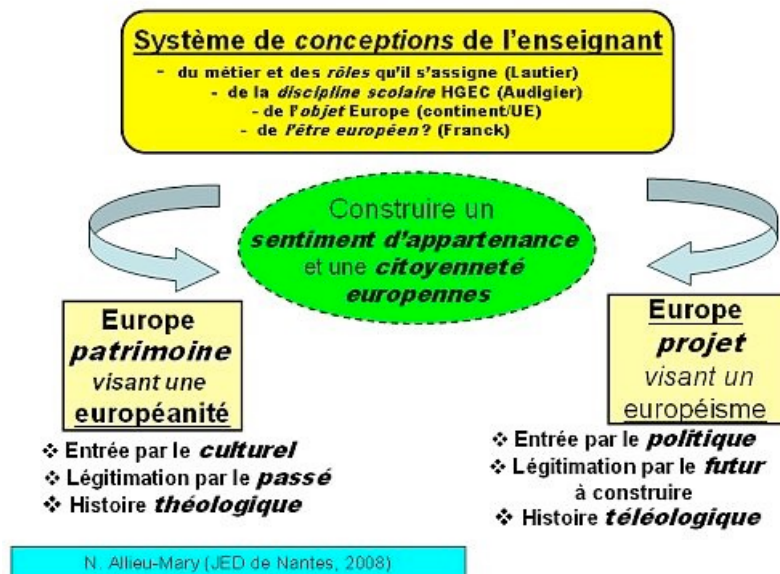 Système de conceptions de l'enseignant
- du métier et des rôles qu'il s'assigne (Lautier)
- de la discipline scolaire HGEC (Audigier)
- de l'objet Europe (continent/UE)
- de l'être européen ? (Franck)
Construire un
sentiment d'appartenance
et une citoyenneté
europennes
Europe
patrimoine
visant une
européanité
❖ Entrée par le culturel
❖ Légitimation par le passé
❖ Histoire théologique
Europe
projet
visant un
européisme
❖ Entrée par le politique
❖ Légitimation par le futur
à construire
❖ Histoire téléologique
N. Allieu-Mary (JED de Nantes, 2008)